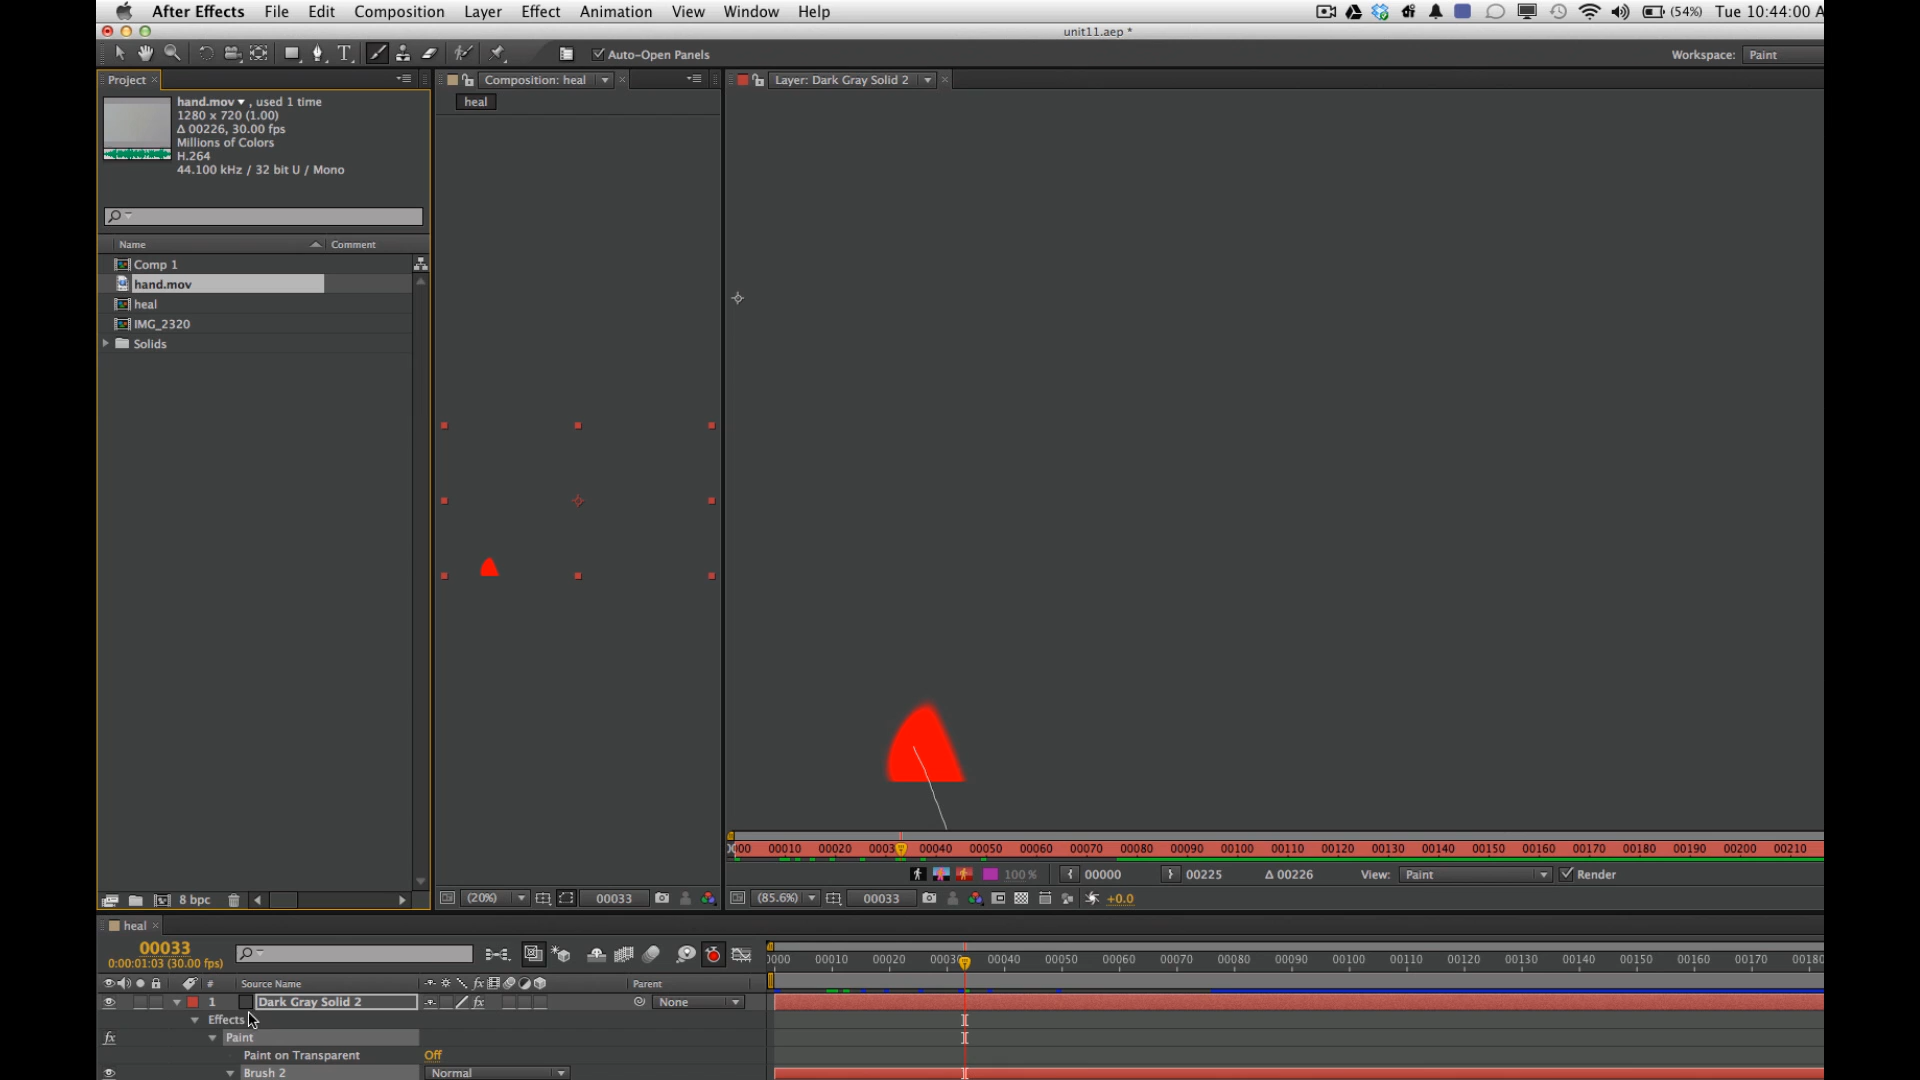 After Effects File Edit Composition Layer Effect Animation View Window Help (54%) Tue 10:44:00 A
unit11.aep *
T Auto-Open Panels Workspace: Paint
Project × Composition: heal × Layer: Dark Gray Solid 2 ×
heal
hand.mov ▾ , used 1 time
1280 x 720 (1.00)
Δ 00226, 30.00 fps
Millions of Colors
H.264
44.100 kHz / 32 bit U / Mono
Name Comment
Comp 1
hand.mov
heal
IMG_2320
Solids
00010 00020 0003 00040 00050 00060 00070 00080 00090 00100 00110 00120 00130 00140 00150 00160 00170 00180 00190 00200 00210
100 % { 00000 } 00225 Δ 00226 View: Paint Render
8 bpc (20%) 00033 (85.6%) 00033 +0.0
heal ×
00033
0:00:01:03 (30.00 fps)
0000 00010 00020 0003 00040 00050 00060 00070 00080 00090 00100 00110 00120 00130 00140 00150 00160 00170 00180
# Source Name fx Parent
1 Dark Gray Solid 2 fx None
Effects
fx Paint
Paint on Transparent Off
Brush 2 Normal